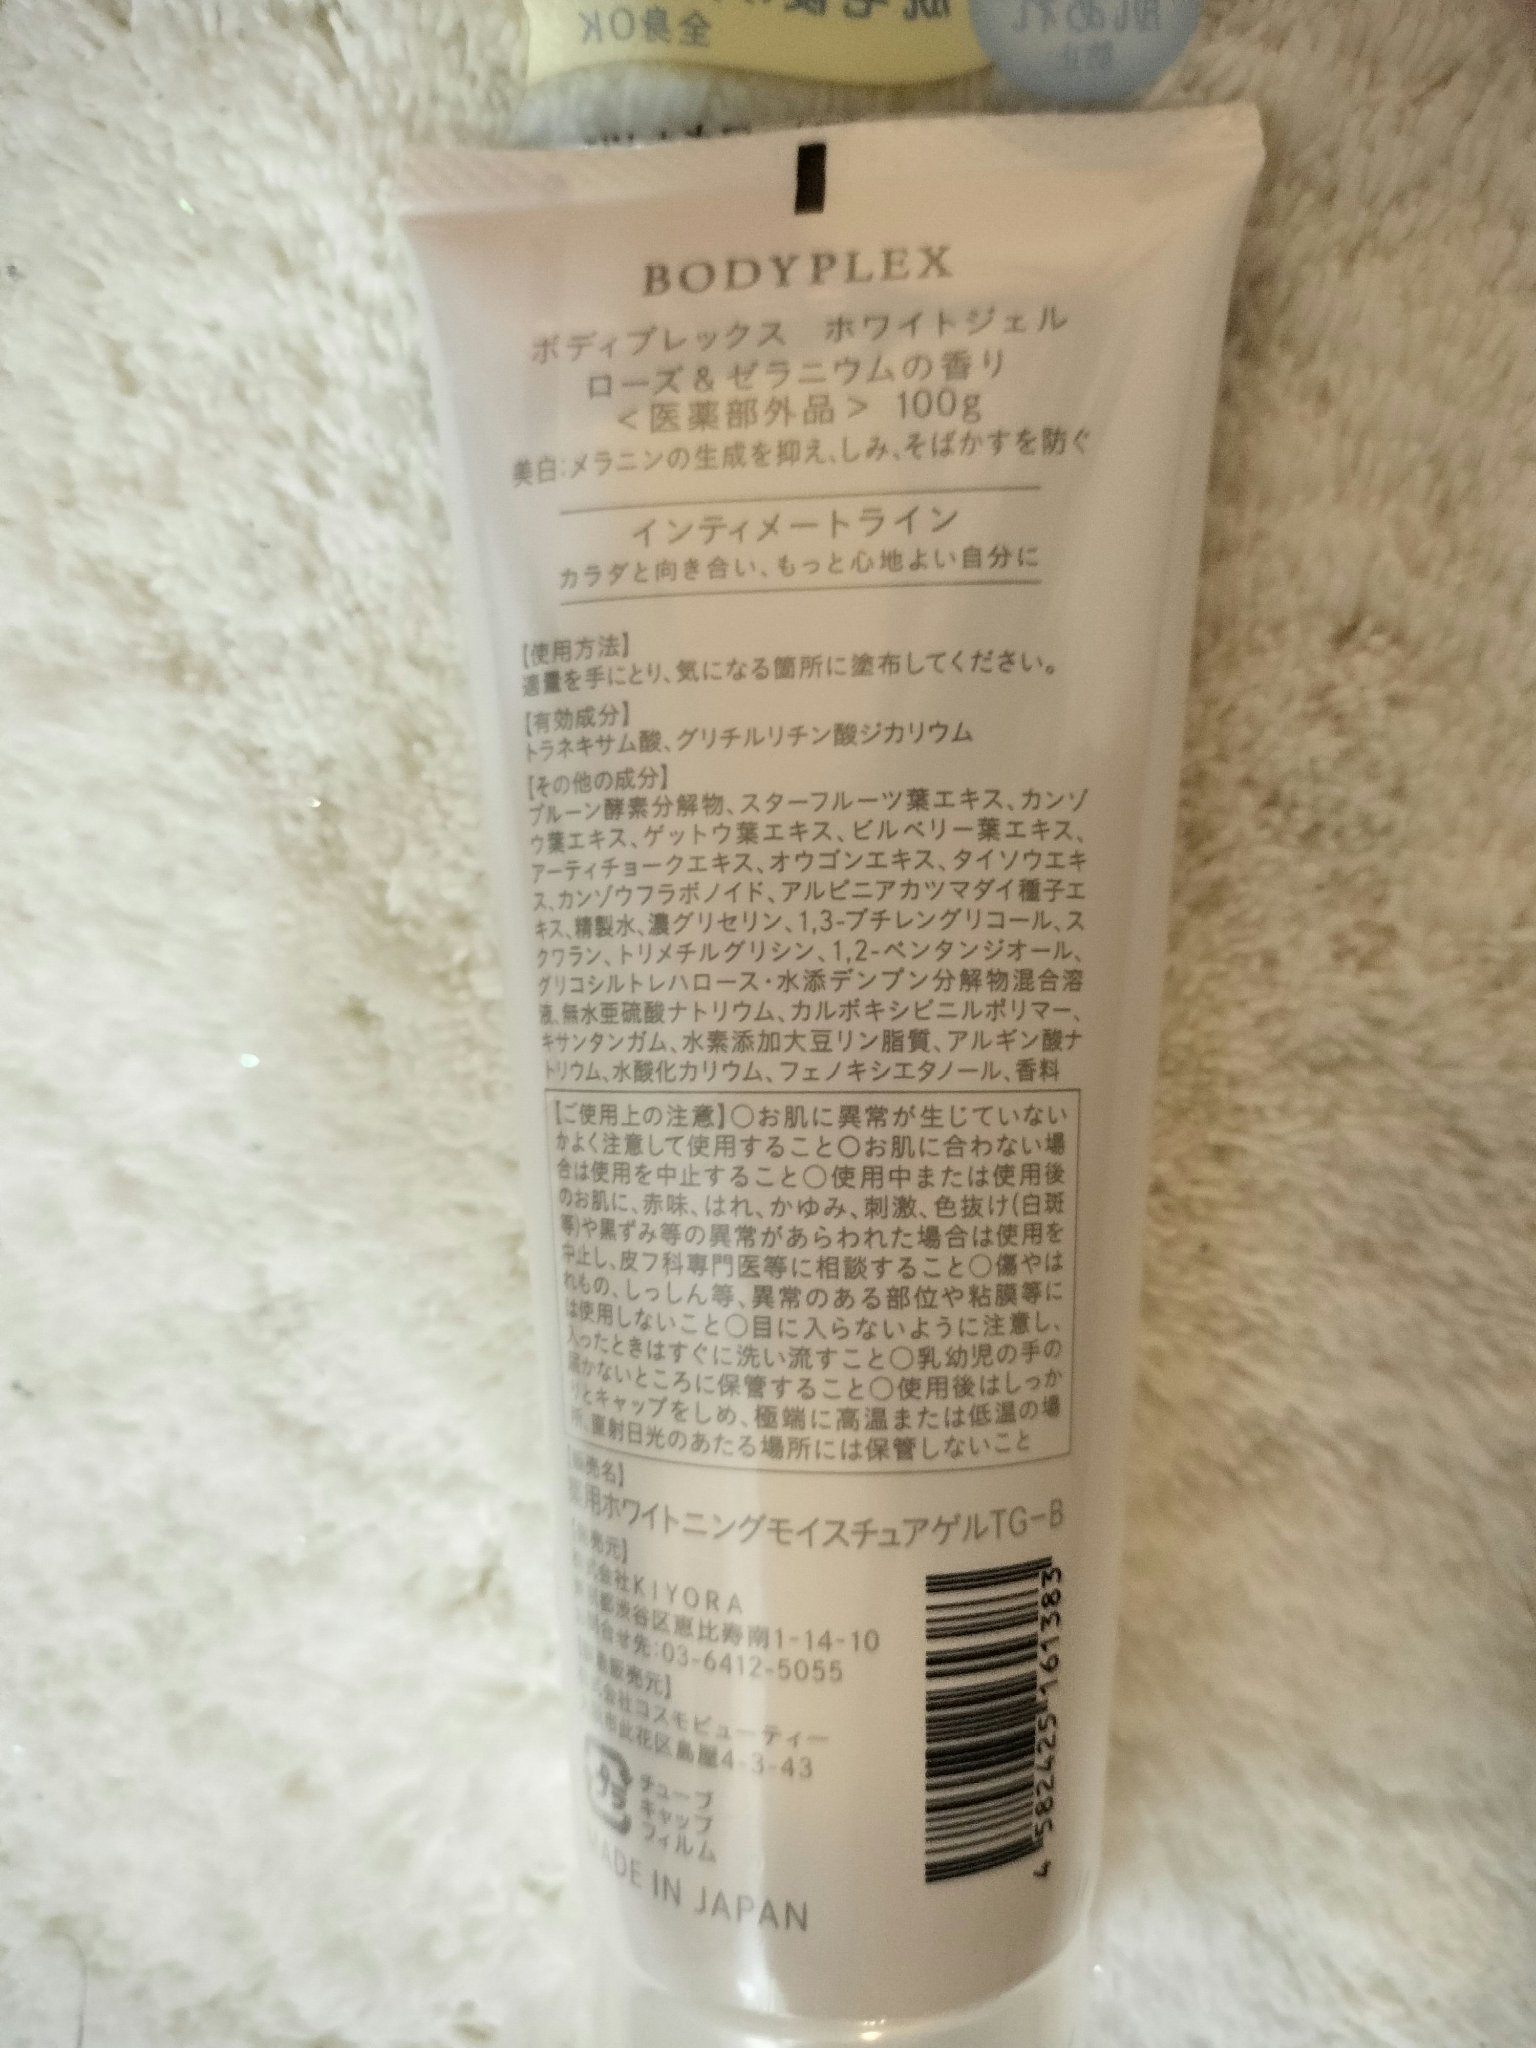 全身OK
BODYPLEX
ボディプレックス ホワイトジェル
ローズ&ゼラニウムの香り
<医薬部外品> 100g
美白:メラニンの生成を抑え、しみ、そばかすを防ぐ
インティメートライン
カラダと向き合い、もっと心地よい自分に
【使用方法】
適量を手にとり、気になる箇所に塗布してください。
【有効成分】
トラネキサム酸、グリチルリチン酸ジカリウム
【その他の成分】
プルーン酵素分解物、スターフルーツ葉エキス、カンゾ
ウ葉エキス、ゲットウ葉エキス、ビルベリー葉エキス、
アーティチョークエキス、オウゴンエキス、タイソウエキ
ス、カンゾウフラボノイド、アルピニアカツマダイ種子エ
キス、精製水、濃グリセリン、1,3-ブチレングリコール、ス
クワラン、トリメチルグリシン、1,2-ペンタンジオール、
グリコシルトレハロース・水添デンプン分解物混合溶
液、無水亜硫酸ナトリウム、カルボキシビニルポリマー、
キサンタンガム、水素添加大豆リン脂質、アルギン酸ナ
トリウム、水酸化カリウム、フェノキシエタノール、香料
【ご使用上の注意】○お肌に異常が生じていない
かよく注意して使用すること○お肌に合わない場
合は使用を中止すること○使用中または使用後
のお肌に、赤味、はれ、かゆみ、刺激、色抜け(白斑
等)や黒ずみ等の異常があらわれた場合は使用を
中止し、皮フ科専門医等に相談すること○傷やは
れもの、しっしん等、異常のある部位や粘膜等に
は使用しないこと○目に入らないように注意し、
入ったときはすぐに洗い流すこと○乳幼児の手の
届かないところに保管すること○使用後はしっか
りとキャップをしめ、極端に高温または低温の場
所、直射日光のあたる場所には保管しないこと
【販売名】
薬用ホワイトニングモイスチュアゲルTG-B
売元】
会社KIYORA
都渋谷区恵比寿南1-14-10
合せ先:03-6412-5055
販売元】
式会社コスモビューティー
市此花区島屋4-3-43
プラ
チューブ
キャップ
フィルム
MADE IN JAPAN
4 582425 161383